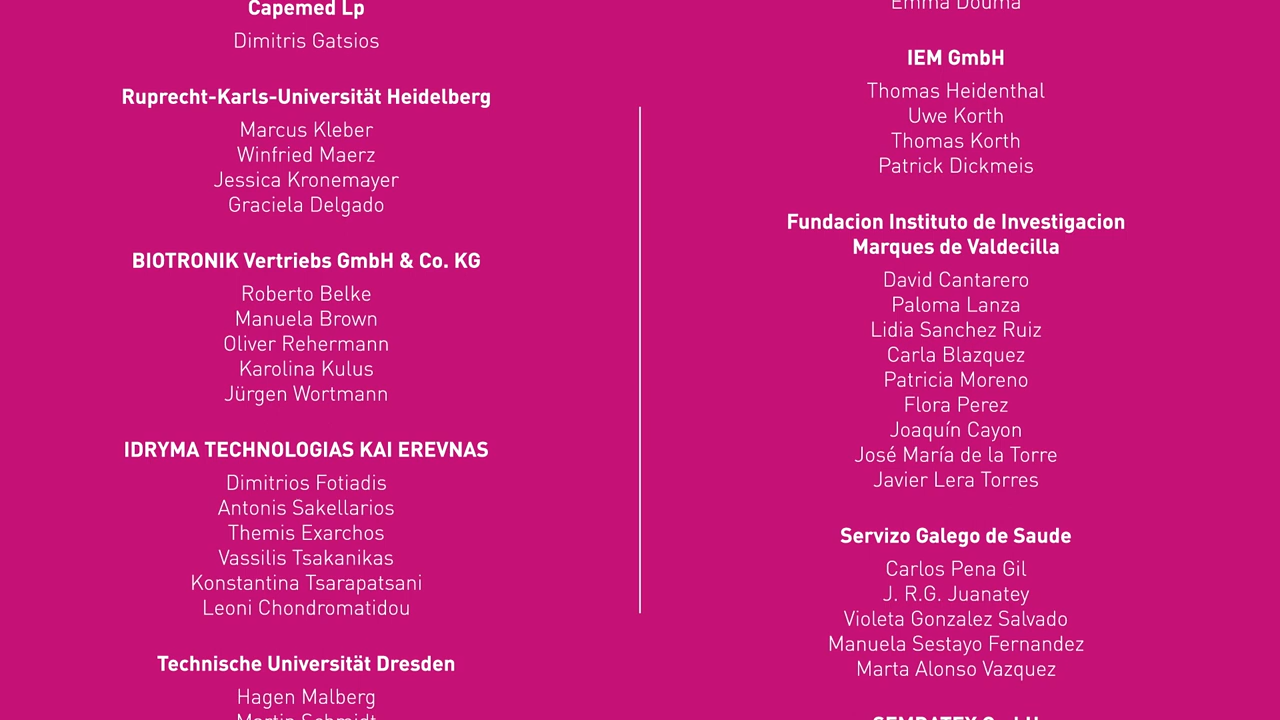 Capemed Lp
Dimitris Gatsios
Ruprecht-Karls-Universität Heidelberg
Marcus Kleber
Winfried Maerz
Jessica Kronemayer
Graciela Delgado
BIOTRONIK Vertriebs GmbH & Co. KG
Roberto Belke
Manuela Brown
Oliver Rehermann
Karolina Kulus
Jürgen Wortmann
IDRYMA TECHNOLOGIAS KAI EREVNAS
Dimitrios Fotiadis
Antonis Sakellarios
Themis Exarchos
Vassilis Tsakanikas
Konstantina Tsarapatsani
Leoni Chondromatidou
Technische Universität Dresden
Hagen Malberg
Martin Schmidt
Emma Douma
IEM GmbH
Thomas Heidenthal
Uwe Korth
Thomas Korth
Patrick Dickmeis
Fundacion Instituto de Investigacion
Marques de Valdecilla
David Cantarero
Paloma Lanza
Lidia Sanchez Ruiz
Carla Blazquez
Patricia Moreno
Flora Perez
Joaquín Cayon
José María de la Torre
Javier Lera Torres
Servizo Galego de Saude
Carlos Pena Gil
J. R.G. Juanatey
Violeta Gonzalez Salvado
Manuela Sestayo Fernandez
Marta Alonso Vazquez